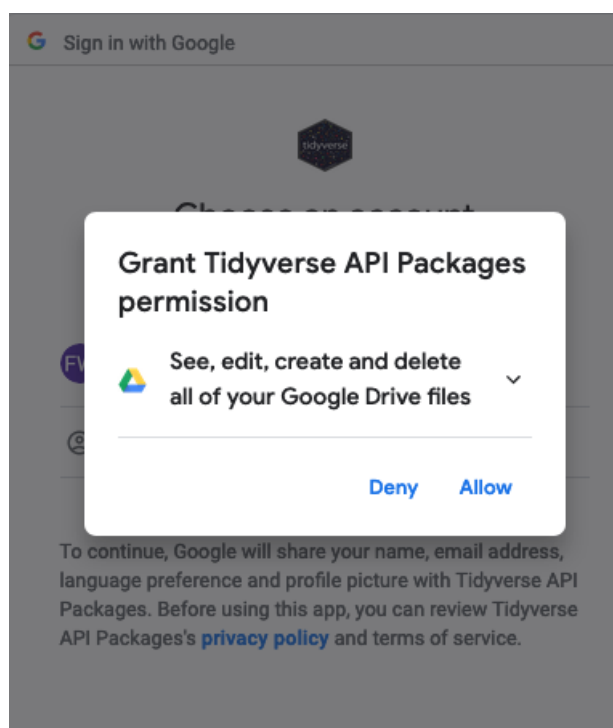 Sign in with Google
tidyverse
Choose an account
Grant Tidyverse API Packages
permission
See, edit, create and delete
all of your Google Drive files
Deny Allow
To continue, Google will share your name, email address,
language preference and profile picture with Tidyverse API
Packages. Before using this app, you can review Tidyverse
API Packages's privacy policy and terms of service.